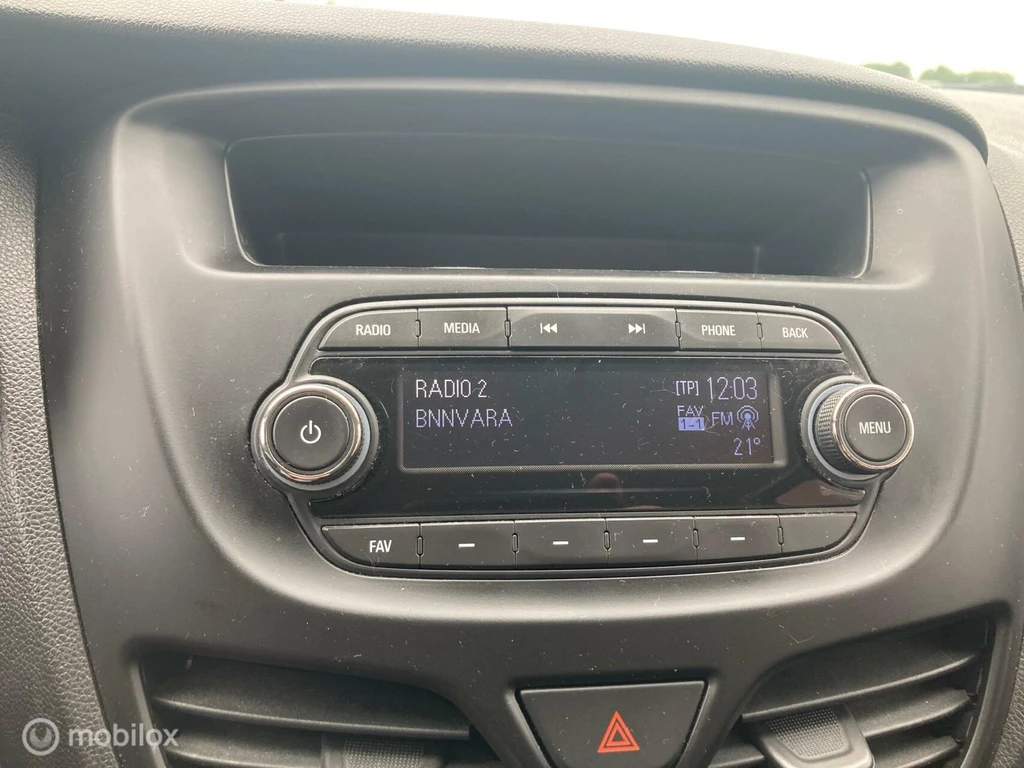 RADIO MEDIA PHONE BACK
RADIO 2 [TP] 12:03
BNNVARA FAV 1-1 FM
21°
MENU
FAV
mobilox